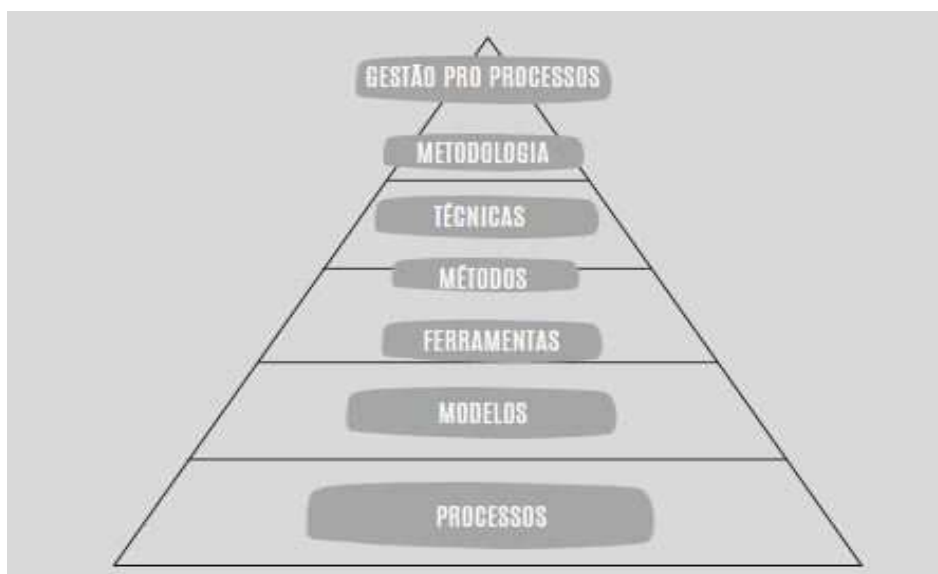 GESTÃO PRO PROCESSOS
METODOLOGIA
TÉCNICAS
MÉTODOS
FERRAMENTAS
MODELOS
PROCESSOS